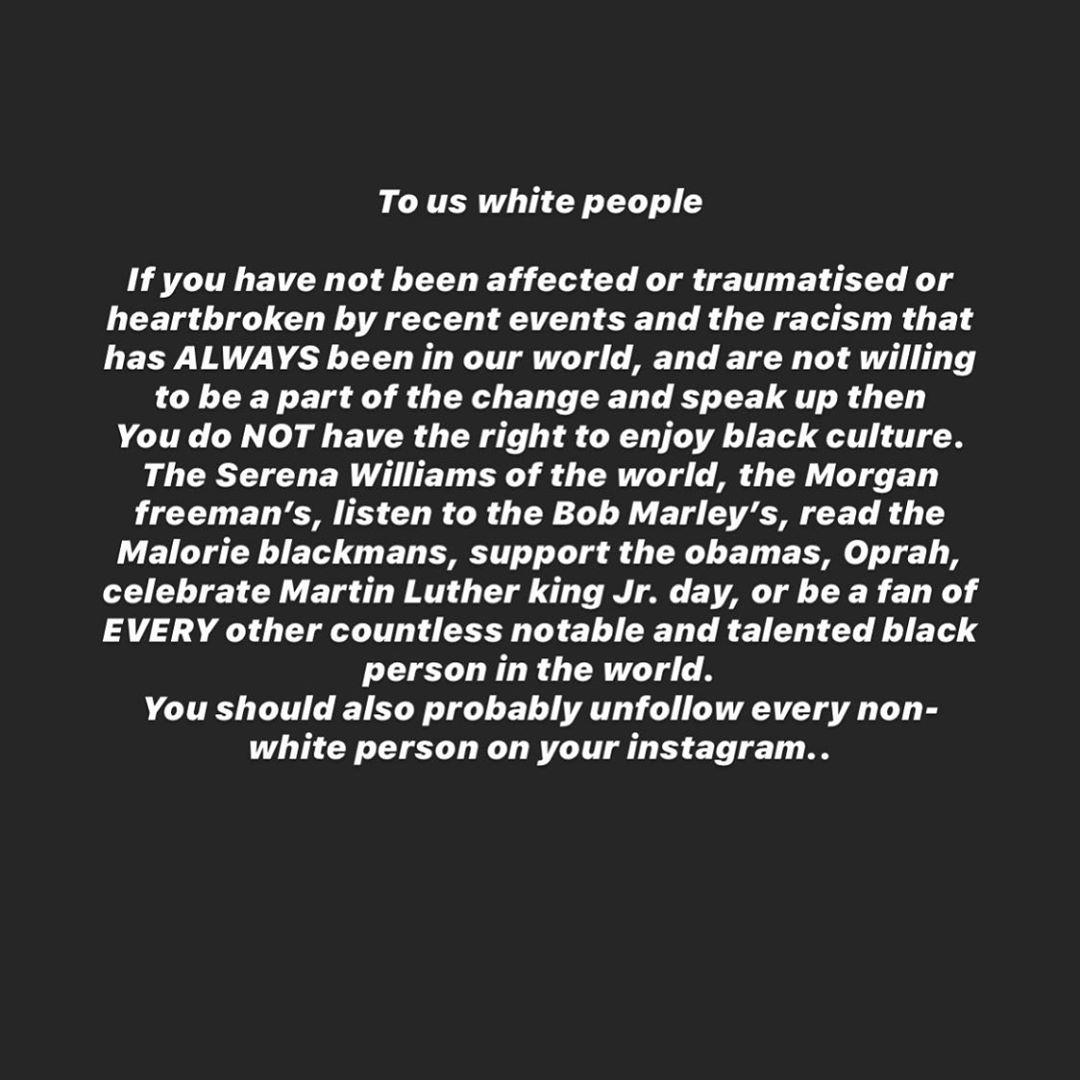 To us white people
If you have not been affected or traumatised or
heartbroken by recent events and the racism that
has ALWAYS been in our world, and are not willing
to be a part of the change and speak up then
You do NOT have the right to enjoy black culture.
The Serena Williams of the world, the Morgan
freeman’s, listen to the Bob Marley’s, read the
Malorie blackmans, support the obamas, Oprah,
celebrate Martin Luther king Jr. day, or be a fan of
EVERY other countless notable and talented black
person in the world.
You should also probably unfollow every non-
white person on your instagram..